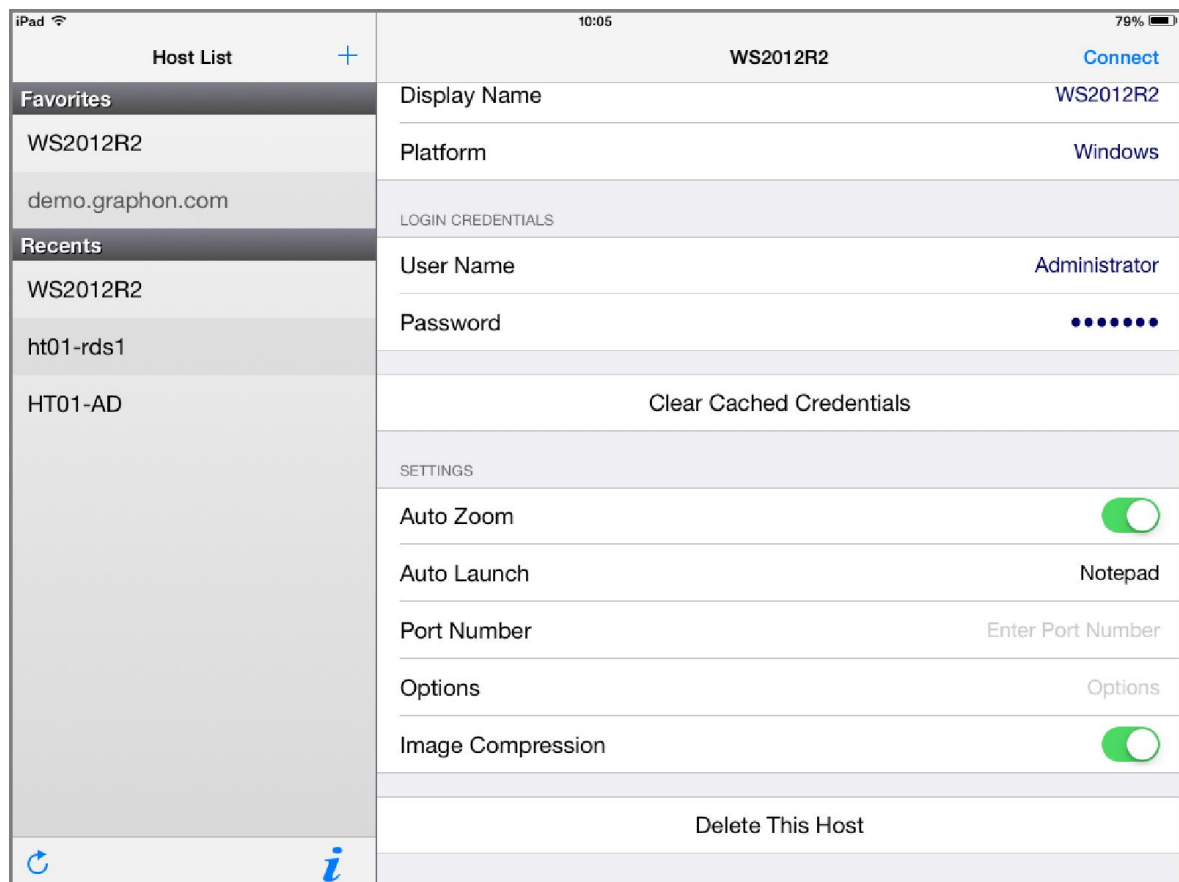 iPad 10:05 79%
Host List + WS2012R2 Connect
Favorites
WS2012R2
demo.graphon.com
Recents
WS2012R2
ht01-rds1
HT01-AD
i
Display Name WS2012R2
Platform Windows
LOGIN CREDENTIALS
User Name Administrator
Password •••••••
Clear Cached Credentials
SETTINGS
Auto Zoom
Auto Launch Notepad
Port Number Enter Port Number
Options Options
Image Compression
Delete This Host